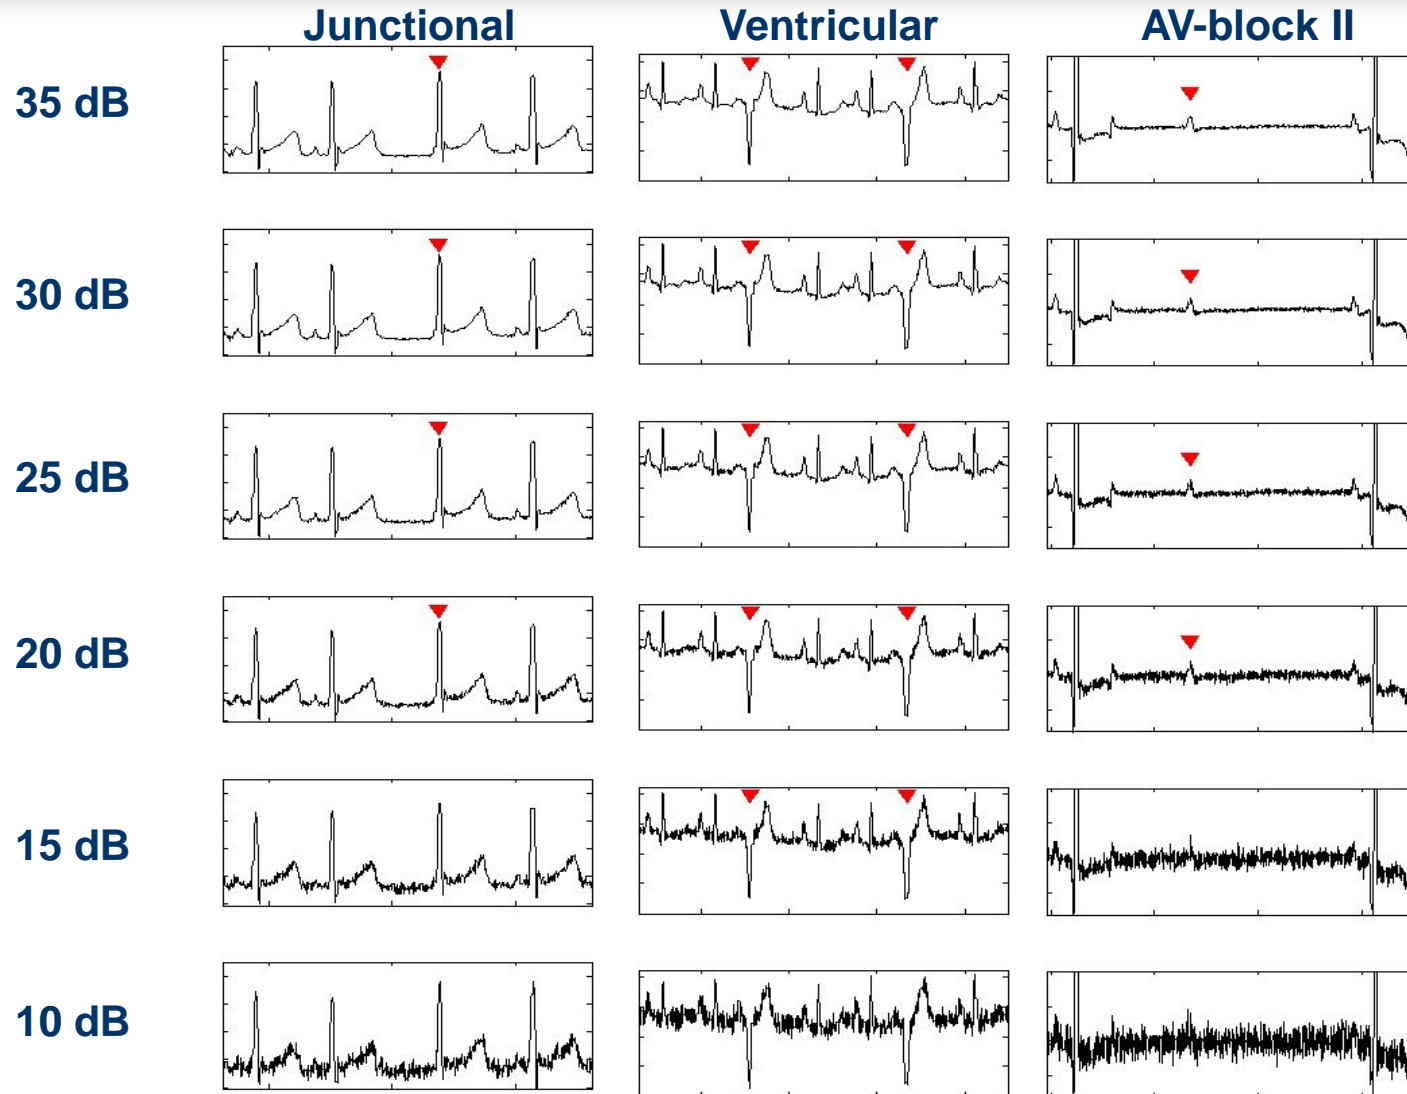 Junctional Ventricular AV-block II
35 dB
30 dB
25 dB
20 dB
15 dB
10 dB